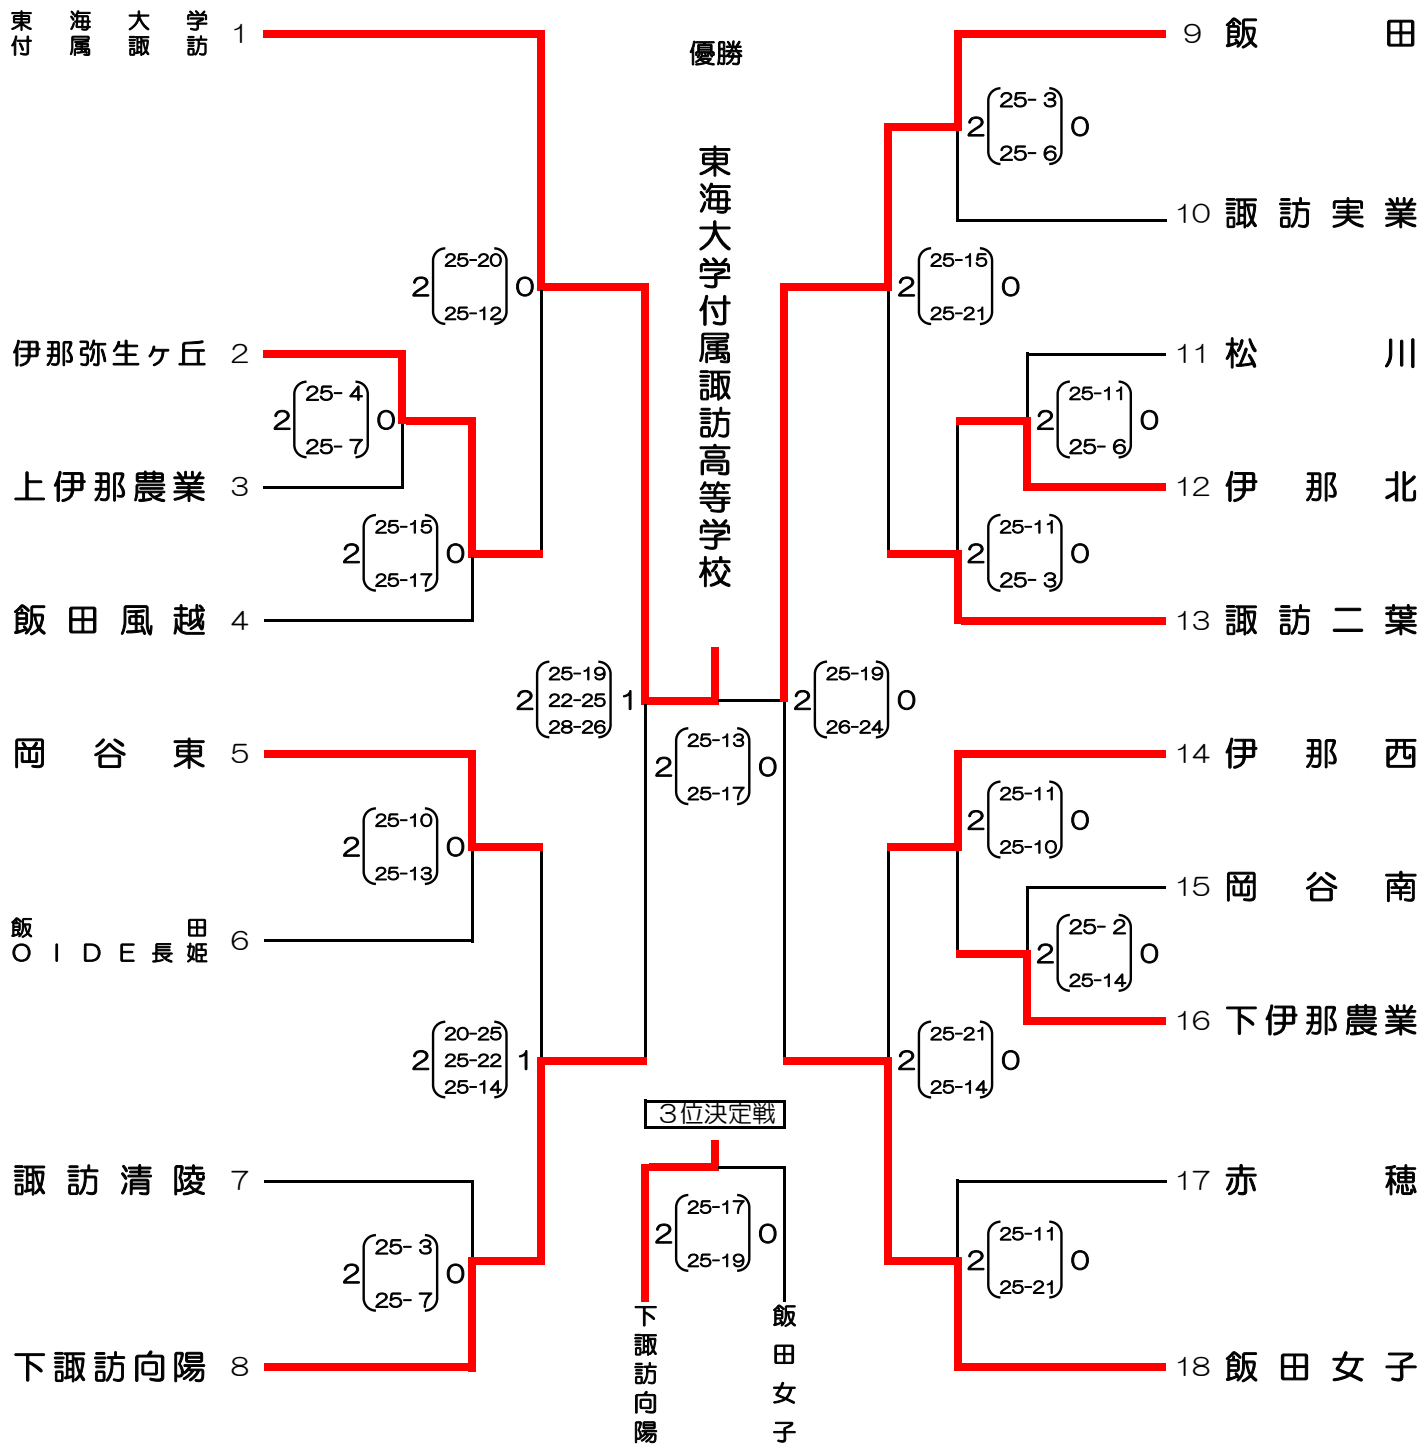 東海大学
付属諏訪 1
2 (25-20 25-12) 0
伊那弥生ヶ丘 2
2 (25- 4 25- 7) 0
上伊那農業 3
2 (25-15 25-17) 0
飯田風越 4
2 (25-19 22-25 28-26) 1
岡谷東 5
2 (25-10 25-13) 0
飯田
OIDE長姫 6
2 (20-25 25-22 25-14) 1
諏訪清陵 7
2 (25- 3 25- 7) 0
下諏訪向陽 8
優勝
東海大学付属諏訪高等学校
2 (25-13 25-17) 0
3位決定戦
2 (25-17 25-19) 0
下諏訪向陽
飯田女子
9 飯田
2 (25- 3 25- 6) 0
10 諏訪実業
2 (25-15 25-21) 0
11 松川
2 (25-11 25- 6) 0
12 伊那北
2 (25-11 25- 3) 0
13 諏訪二葉
2 (25-19 26-24) 0
14 伊那西
2 (25-11 25-10) 0
15 岡谷南
2 (25- 2 25-14) 0
16 下伊那農業
2 (25-21 25-14) 0
17 赤穂
2 (25-11 25-21) 0
18 飯田女子